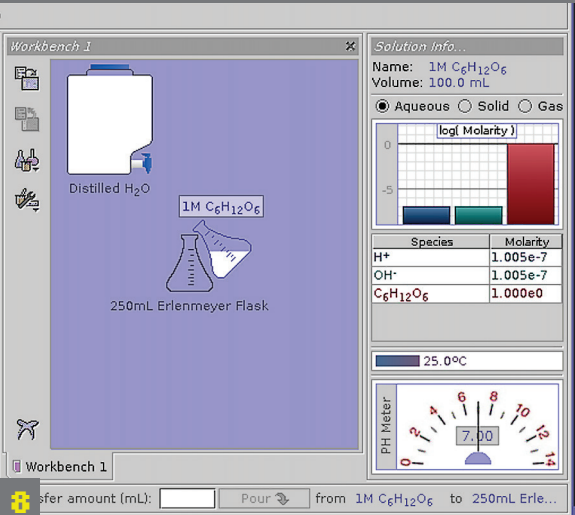 Workbench 1
Distilled H₂O
1M C₆H₁₂O₆
250mL Erlenmeyer Flask
Workbench 1
Solution Info...
Name: 1M C₆H₁₂O₆
Volume: 100.0 mL
Aqueous Solid Gas
log( Molarity )
0
-5
Species Molarity
H+ 1.005e-7
OH- 1.005e-7
C₆H₁₂O₆ 1.000e0
25.0ºC
PH Meter
0 2 4 6 8 10 12 14
7.00
8
sfer amount (mL): Pour from 1M C₆H₁₂O₆ to 250mL Erle...